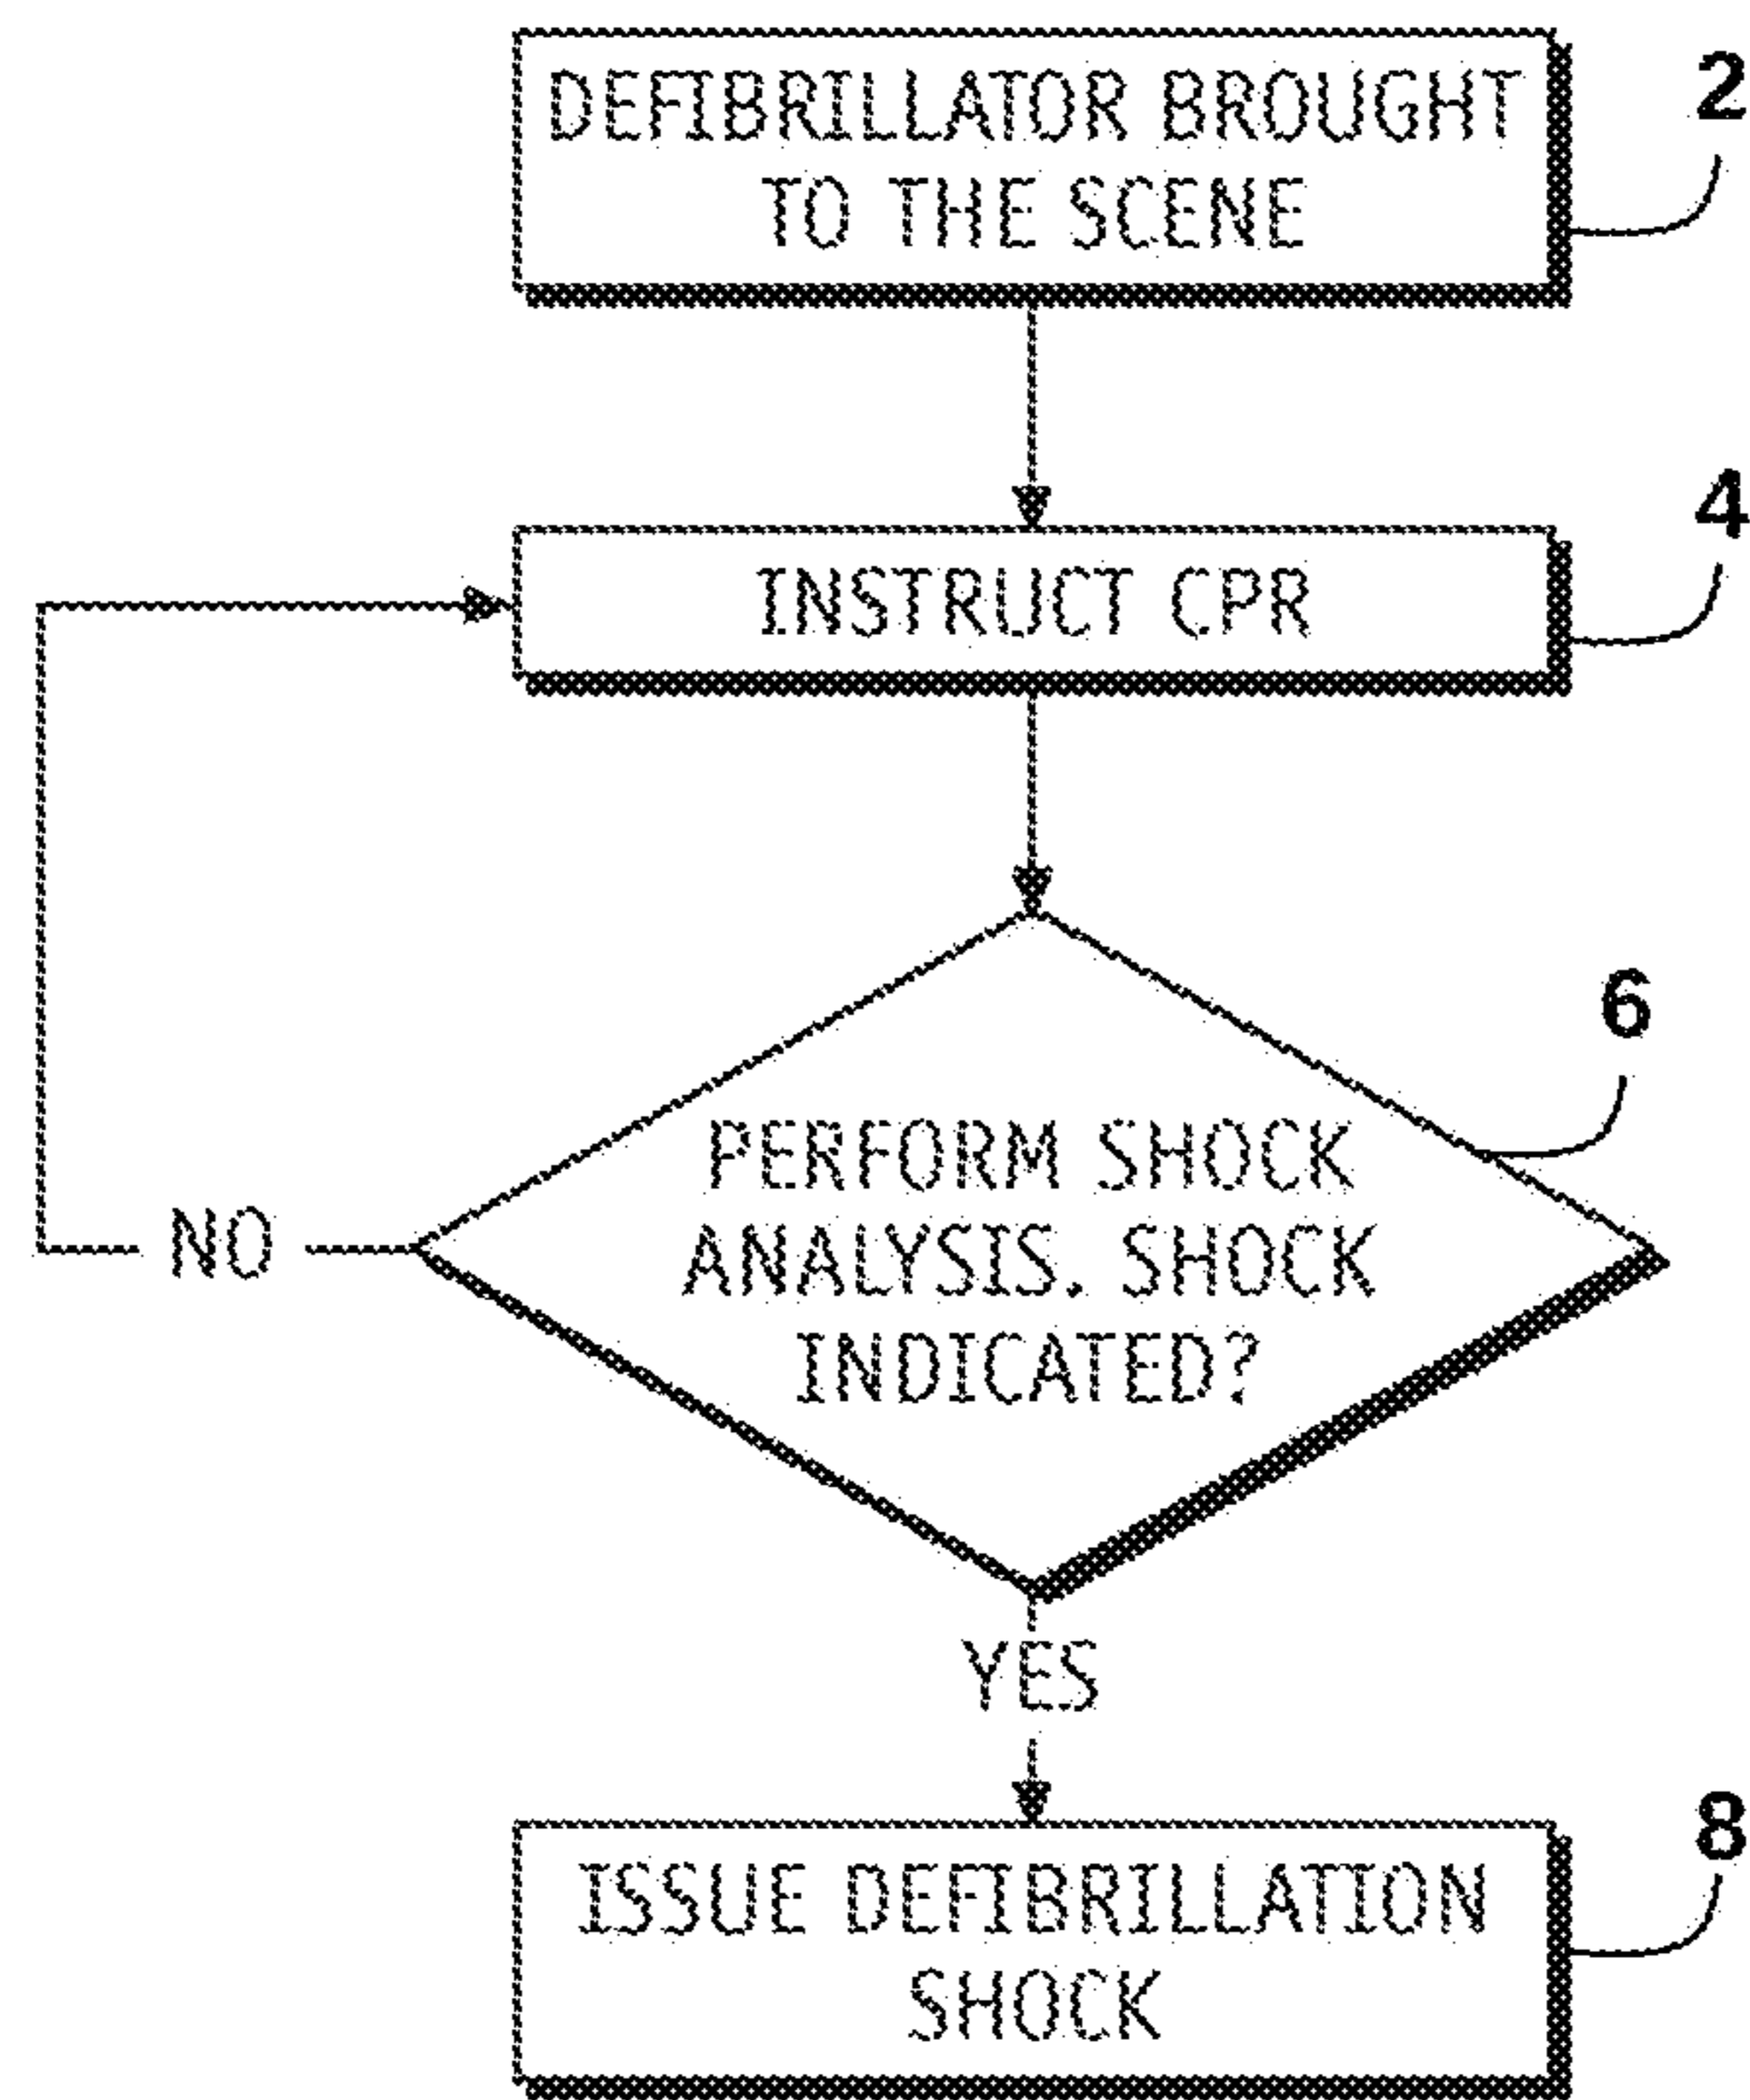 DEFIBRILLATOR BROUGHT
TO THE SCENE
2
INSTRUCT CPR
4
PERFORM SHOCK
ANALYSIS. SHOCK
INDICATED?
6
NO
YES
ISSUE DEFIBRILLATION
SHOCK
8